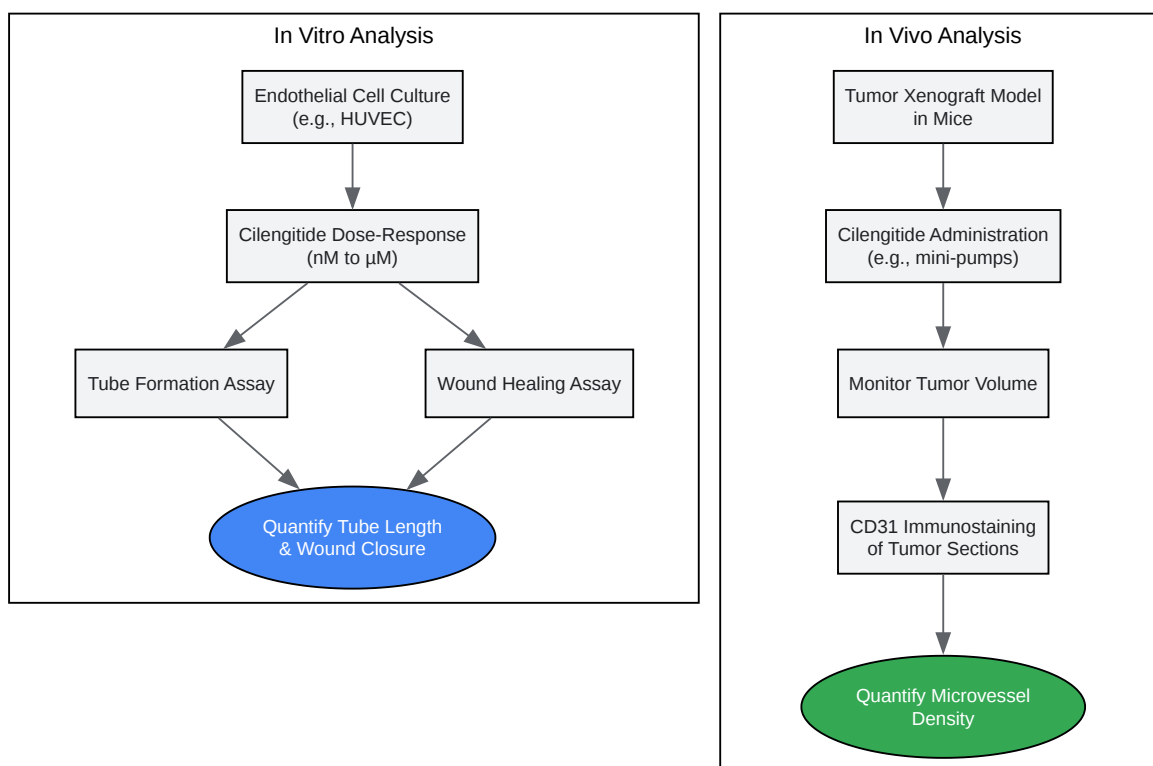 In Vitro Analysis
Endothelial Cell Culture
(e.g., HUVEC)
Cilengitide Dose-Response
(nM to µM)
Tube Formation Assay
Wound Healing Assay
Quantify Tube Length
& Wound Closure
In Vivo Analysis
Tumor Xenograft Model
in Mice
Cilengitide Administration
(e.g., mini-pumps)
Monitor Tumor Volume
CD31 Immunostaining
of Tumor Sections
Quantify Microvessel
Density